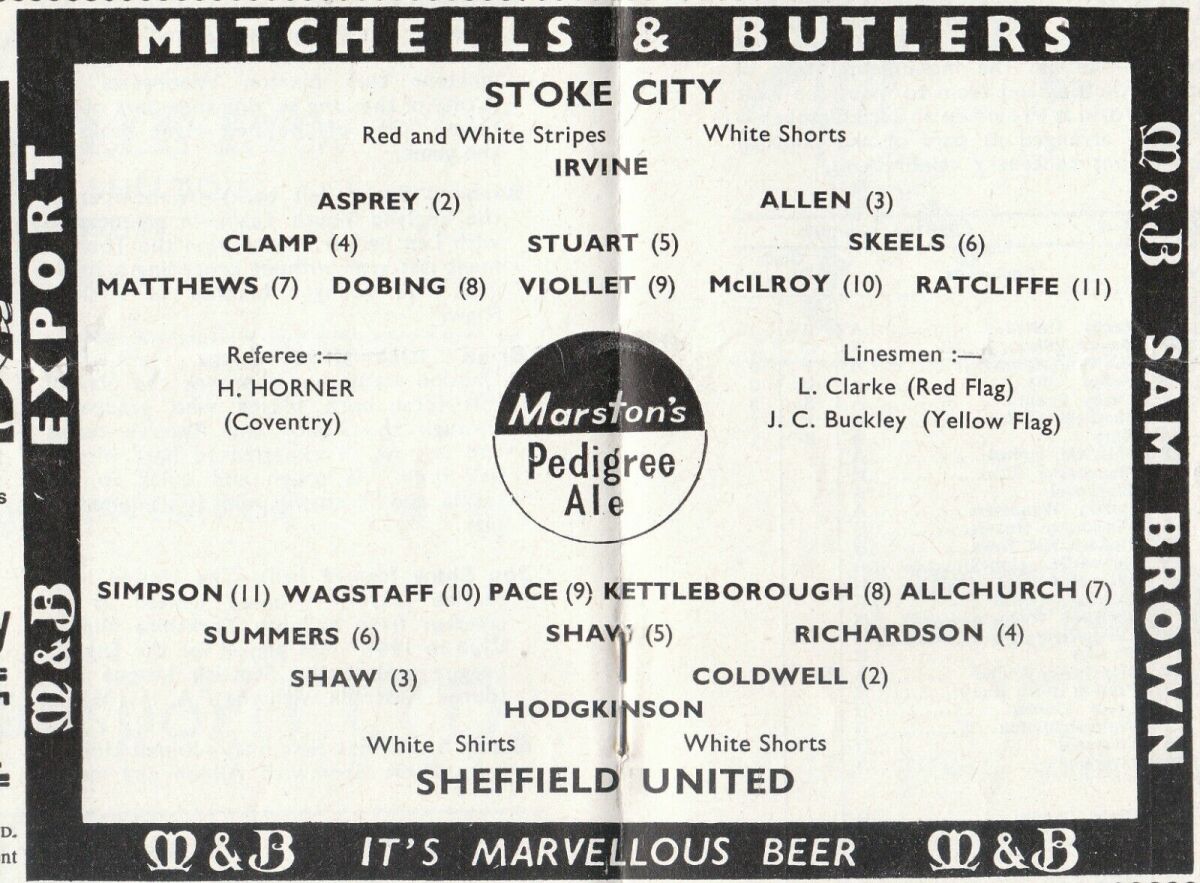 MITCHELLS & BUTLERS
EXPORT
M & B
STOKE CITY
Red and White Stripes White Shorts
IRVINE
ASPREY (2) ALLEN (3)
CLAMP (4) STUART (5) SKEELS (6)
MATTHEWS (7) DOBING (8) VIOLLET (9) McILROY (10) RATCLIFFE (11)
Referee :—
H. HORNER
(Coventry)
Marston's
Pedigree
Ale
Linesmen :—
L. Clarke (Red Flag)
J. C. Buckley (Yellow Flag)
SIMPSON (11) WAGSTAFF (10) PACE (9) KETTLEBOROUGH (8) ALLCHURCH (7)
SUMMERS (6) SHAW (5) RICHARDSON (4)
SHAW (3) COLDWELL (2)
HODGKINSON
White Shirts White Shorts
SHEFFIELD UNITED
M & B SAM BROWN
M & B IT'S MARVELLOUS BEER M & B